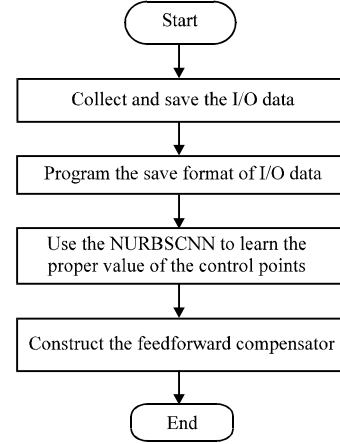 Start
Collect and save the I/O data
Program the save format of I/O data
Use the NURBSCNN to learn the
proper value of the control points
Construct the feedforward compensator
End